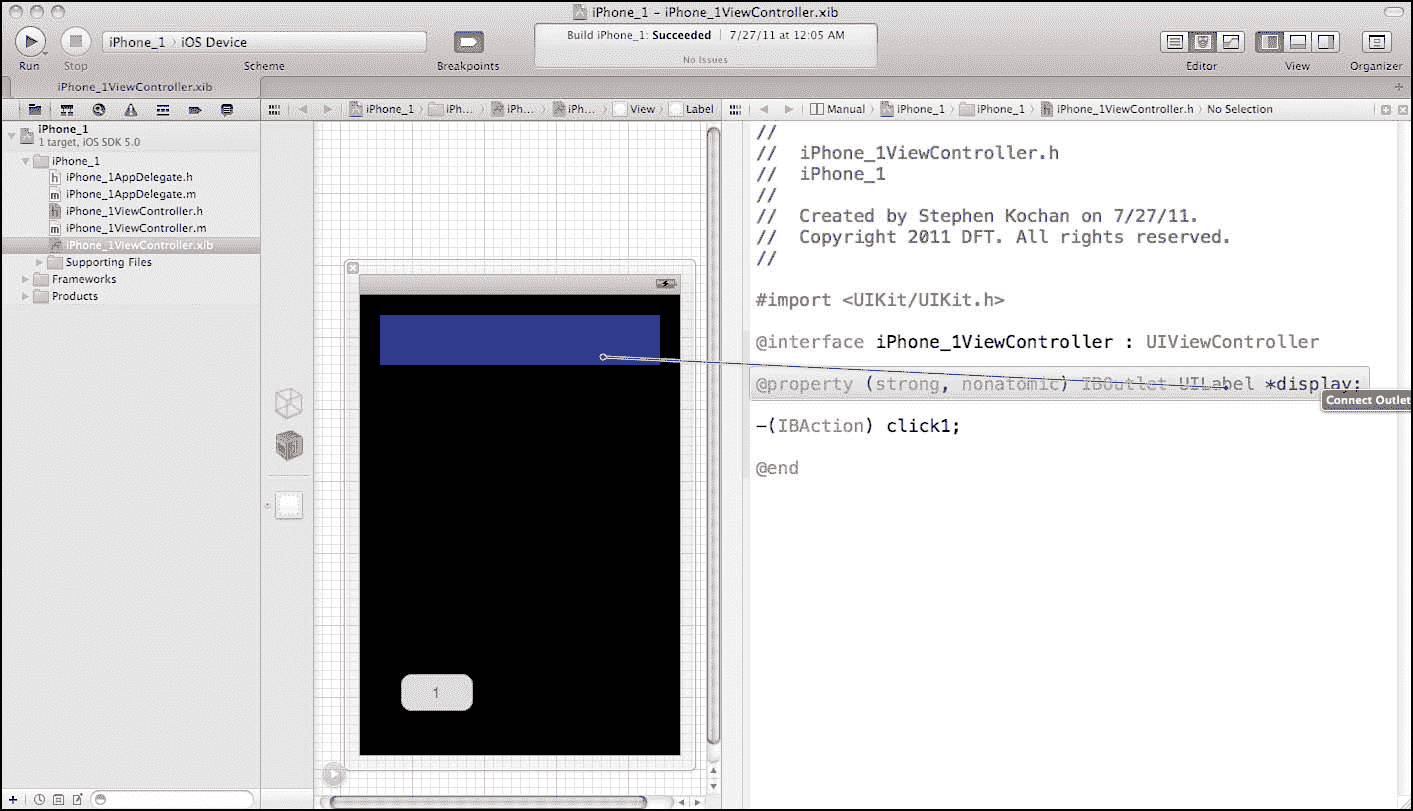 iPhone_1 – iPhone_1ViewController.xib
iPhone_1 › iOS Device
Build iPhone_1: Succeeded | 7/27/11 at 12:05 AM
No Issues
Run Stop Scheme Breakpoints Editor View Organizer
iPhone_1ViewController.xib
iPhone_1 › iPh... › iPh... › iPh... › View › Label
Manual › iPhone_1 › iPhone_1 › iPhone_1ViewController.h › No Selection
iPhone_1
1 target, iOS SDK 5.0
iPhone_1
h iPhone_1AppDelegate.h
m iPhone_1AppDelegate.m
h iPhone_1ViewController.h
m iPhone_1ViewController.m
iPhone_1ViewController.xib
Supporting Files
Frameworks
Products
1
//
// iPhone_1ViewController.h
// iPhone_1
//
// Created by Stephen Kochan on 7/27/11.
// Copyright 2011 DFT. All rights reserved.
//
#import <UIKit/UIKit.h>
@interface iPhone_1ViewController : UIViewController
@property (strong, nonatomic) IBOutlet UILabel *display;
Connect Outlet
-(IBAction) click1;
@end